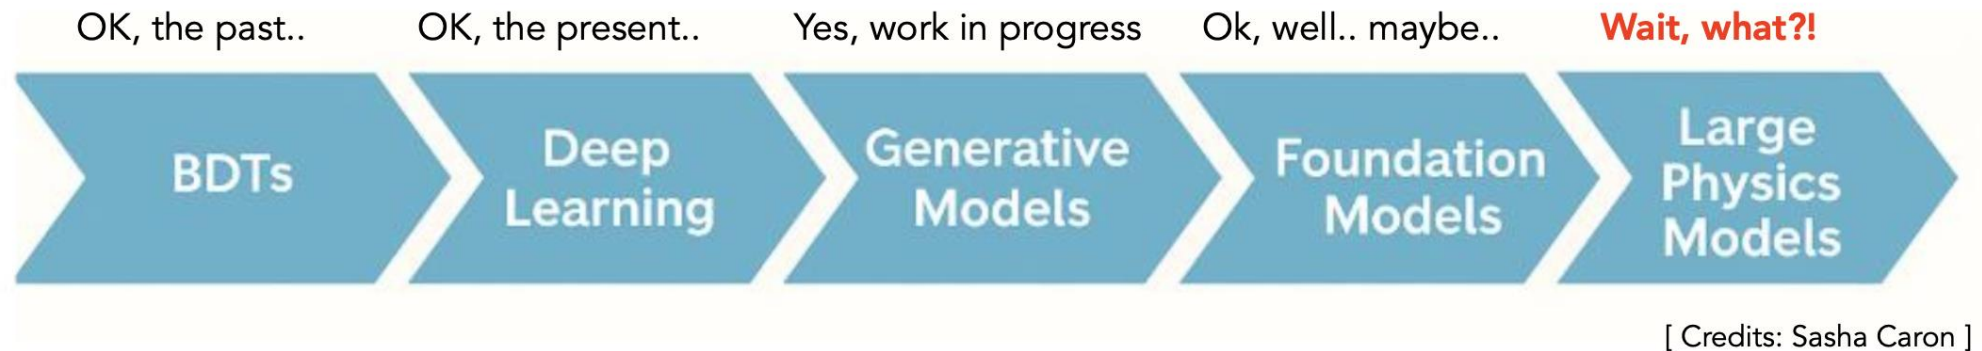 OK, the past.. OK, the present.. Yes, work in progress Ok, well.. maybe.. Wait, what?!
BDTs
Deep
Learning
Generative
Models
Foundation
Models
Large
Physics
Models
[ Credits: Sasha Caron ]